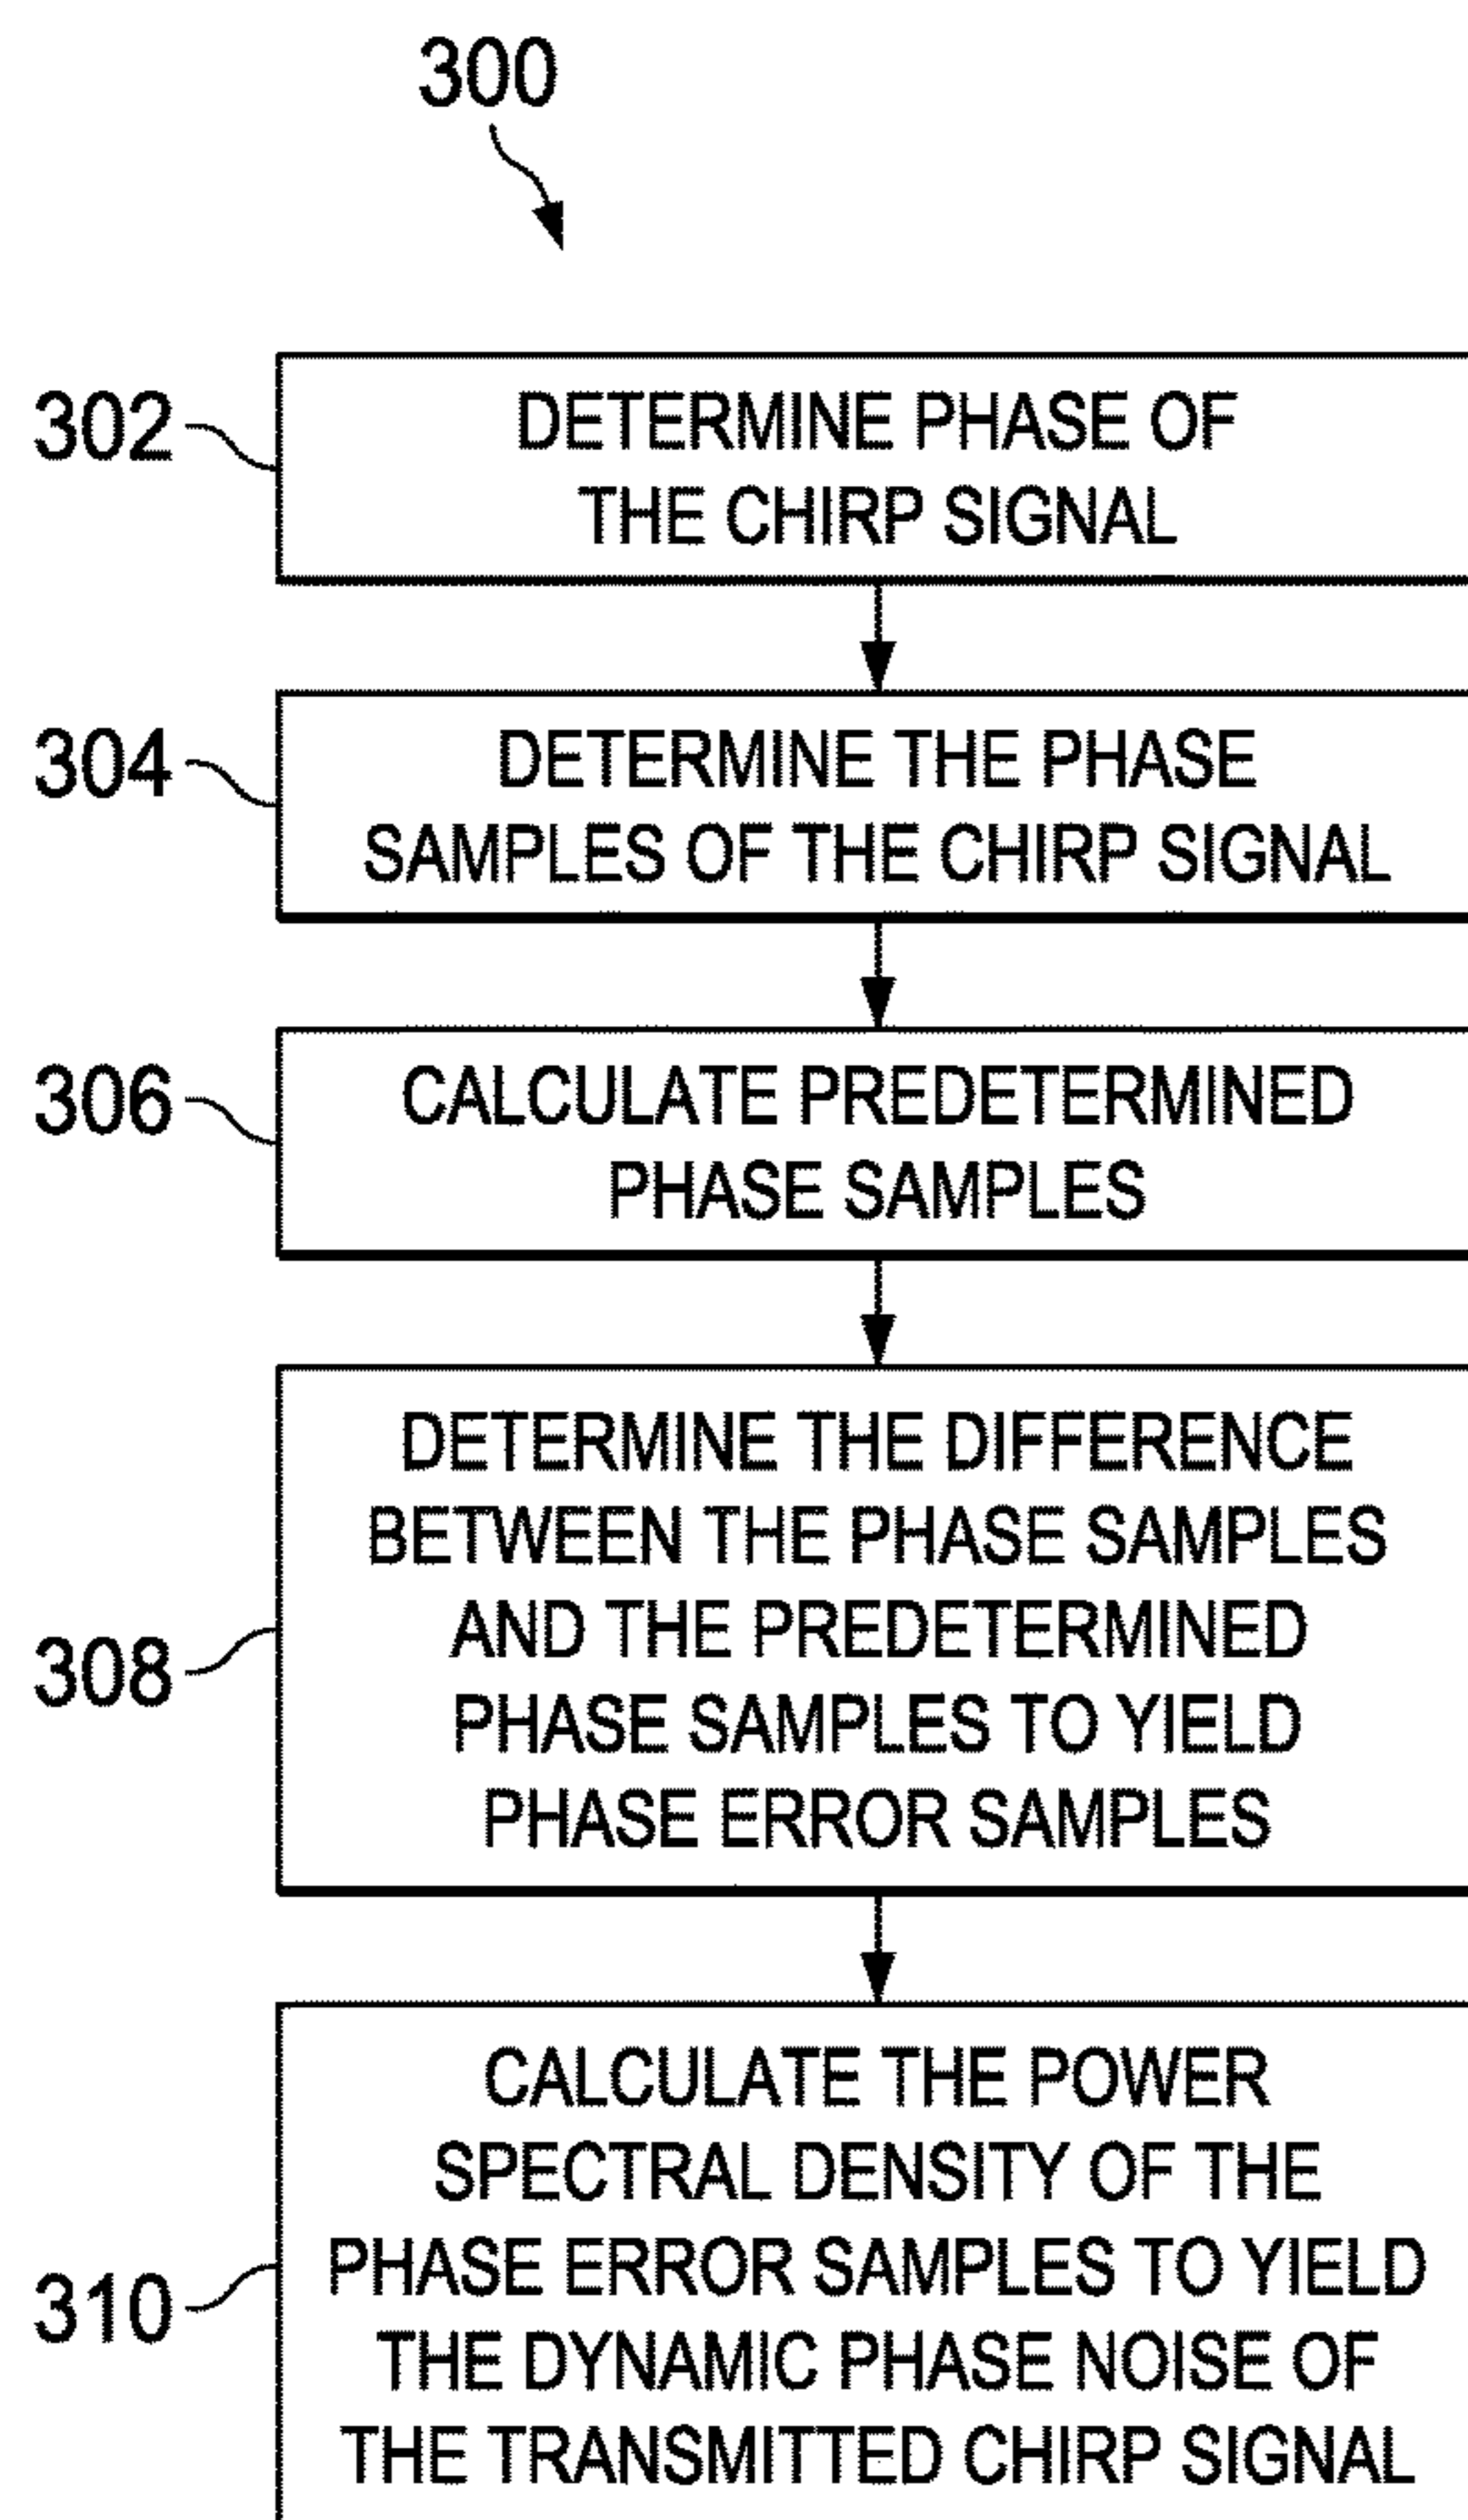 300
302
DETERMINE PHASE OF
THE CHIRP SIGNAL
304
DETERMINE THE PHASE
SAMPLES OF THE CHIRP SIGNAL
306
CALCULATE PREDETERMINED
PHASE SAMPLES
308
DETERMINE THE DIFFERENCE
BETWEEN THE PHASE SAMPLES
AND THE PREDETERMINED
PHASE SAMPLES TO YIELD
PHASE ERROR SAMPLES
310
CALCULATE THE POWER
SPECTRAL DENSITY OF THE
PHASE ERROR SAMPLES TO YIELD
THE DYNAMIC PHASE NOISE OF
THE TRANSMITTED CHIRP SIGNAL